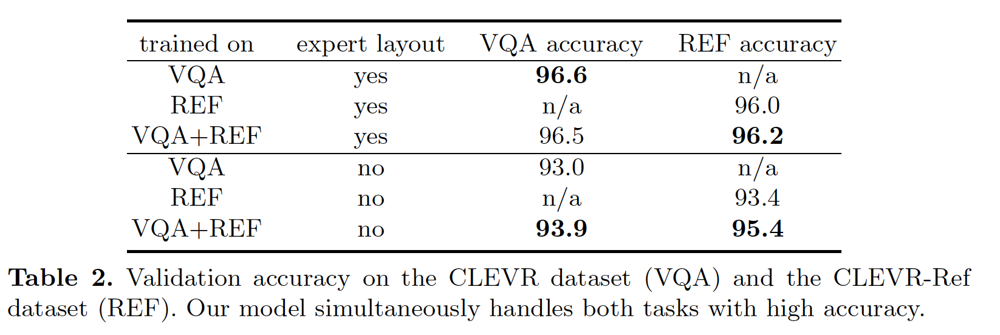 trained on expert layout VQA accuracy REF accuracy
VQA yes 96.6 n/a
REF yes n/a 96.0
VQA+REF yes 96.5 96.2
VQA no 93.0 n/a
REF no n/a 93.4
VQA+REF no 93.9 95.4
Table 2. Validation accuracy on the CLEVR dataset (VQA) and the CLEVR-Ref
dataset (REF). Our model simultaneously handles both tasks with high accuracy.